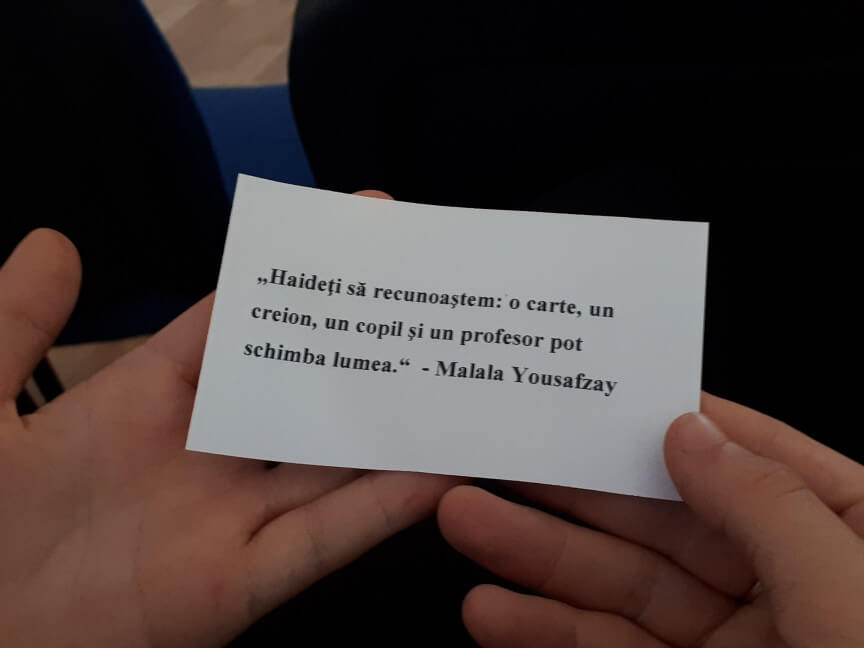 „Haideți să recunoaștem: o carte, un
creion, un copil și un profesor pot
schimba lumea.“ - Malala Yousafzay